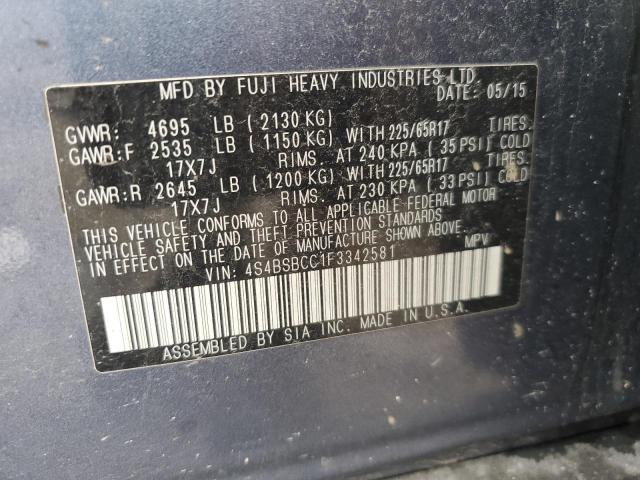 MFD BY FUJI HEAVY INDUSTRIES LTD.
DATE: 05/15
GVWR: 4695 LB ( 2130 KG)
GAWR:F 2535 LB ( 1150 KG) WITH 225/65R17 TIRES.
17X7J RIMS. AT 240 KPA ( 35 PSI) COLD
GAWR:R 2645 LB ( 1200 KG) WITH 225/65R17 TIRES.
17X7J RIMS. AT 230 KPA ( 33 PSI) COLD
THIS VEHICLE CONFORMS TO ALL APPLICABLE FEDERAL MOTOR
VEHICLE SAFETY AND THEFT PREVENTION STANDARDS
IN EFFECT ON THE DATE OF MANUFACTURE SHOWN ABOVE.
VIN: 4S4BSBCC1F3342581 MPV
ASSEMBLED BY SIA INC. MADE IN U.S.A.